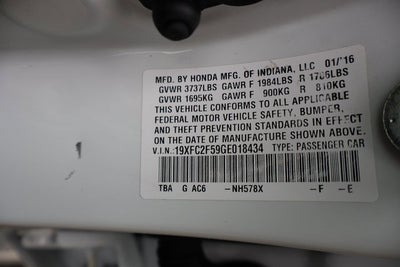 MFD. BY HONDA MFG. OF INDIANA, LLC 01/16
GVWR 3737LBS GAWR F 1984LBS R 1786LBS
GVWR 1695KG GAWR F 900KG R 810KG
THIS VEHICLE CONFORMS TO ALL APPLICABLE
FEDERAL MOTOR VEHICLE SAFETY, BUMPER,
AND THEFT PREVENTION STANDARDS IN EFFECT
ON THE DATE OF MANUFACTURE SHOWN ABOVE.
V.I.N. 19XFC2F59GE018434 TYPE: PASSENGER CAR
TBA G AC6 -NH578X -F -E